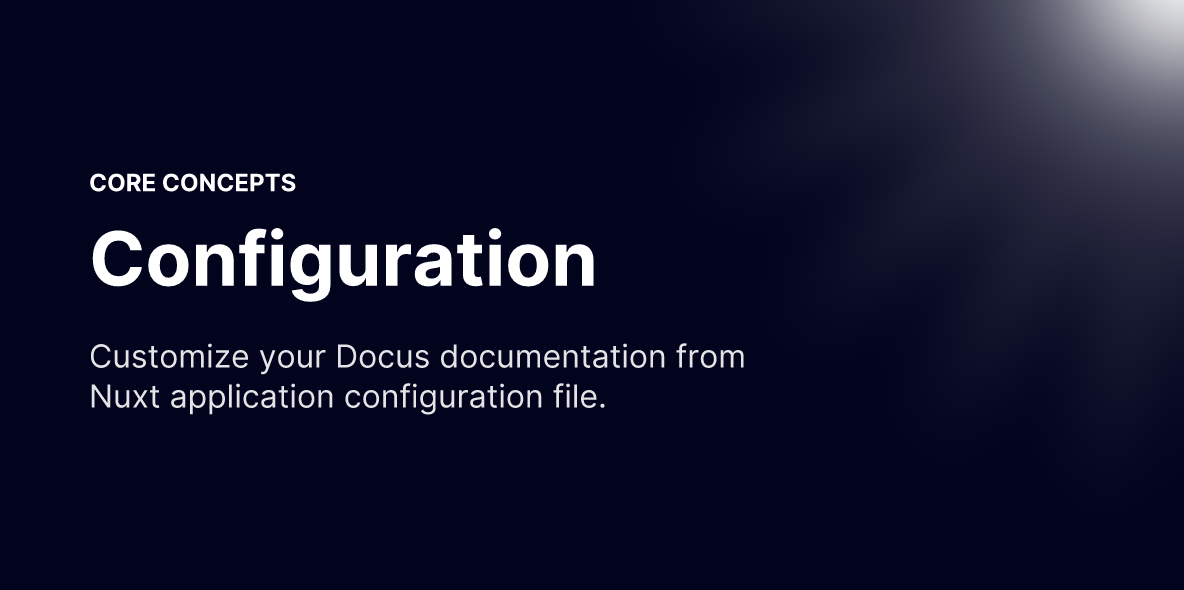 CORE CONCEPTS
Configuration
Customize your Docus documentation from
Nuxt application configuration file.